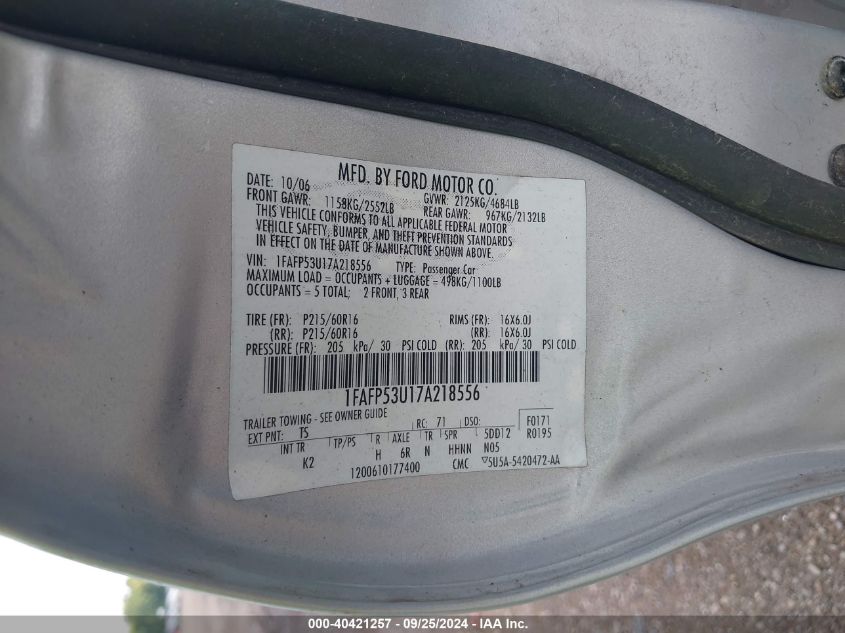 MFD. BY FORD MOTOR CO.
DATE: 10/06 GVWR: 2125KG/4684LB
FRONT GAWR: 1158KG/2552LB REAR GAWR: 967KG/2132LB
THIS VEHICLE CONFORMS TO ALL APPLICABLE FEDERAL MOTOR
VEHICLE SAFETY, BUMPER, AND THEFT PREVENTION STANDARDS
IN EFFECT ON THE DATE OF MANUFACTURE SHOWN ABOVE.
VIN: 1FAFP53U17A218556 TYPE: Passenger Car
MAXIMUM LOAD = OCCUPANTS + LUGGAGE = 498KG/1100LB
OCCUPANTS = 5 TOTAL; 2 FRONT, 3 REAR
TIRE (FR): P215/60R16 RIMS (FR): 16X6.0J
(RR): P215/60R16 (RR): 16X6.0J
PRESSURE (FR): 205 kPa/ 30 PSI COLD (RR): 205 kPa/ 30 PSI COLD
1FAFP53U17A218556
TRAILER TOWING - SEE OWNER GUIDE
EXT PNT: TS RC: 71 DSO: F0171
INT TR TP/PS R AXLE TR SPR 5DD12 R0195
K2 H 6R N HHNN N05
1200610177400 CMC ▽5U5A-5420472-AA
000-40421257 - 09/25/2024 - IAA Inc.